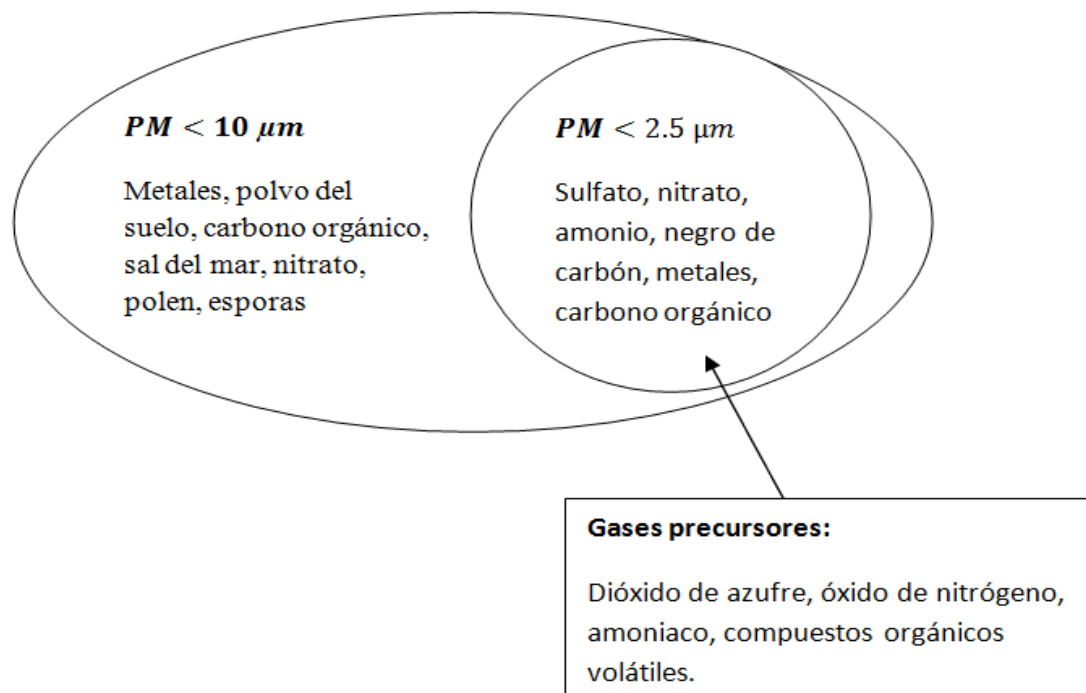 PM < 10 μm
Metales, polvo del
suelo, carbono orgánico,
sal del mar, nitrato,
polen, esporas
PM < 2.5 μm
Sulfato, nitrato,
amonio, negro de
carbón, metales,
carbono orgánico
Gases precursores:
Dióxido de azufre, óxido de nitrógeno,
amoniaco, compuestos orgánicos
volátiles.